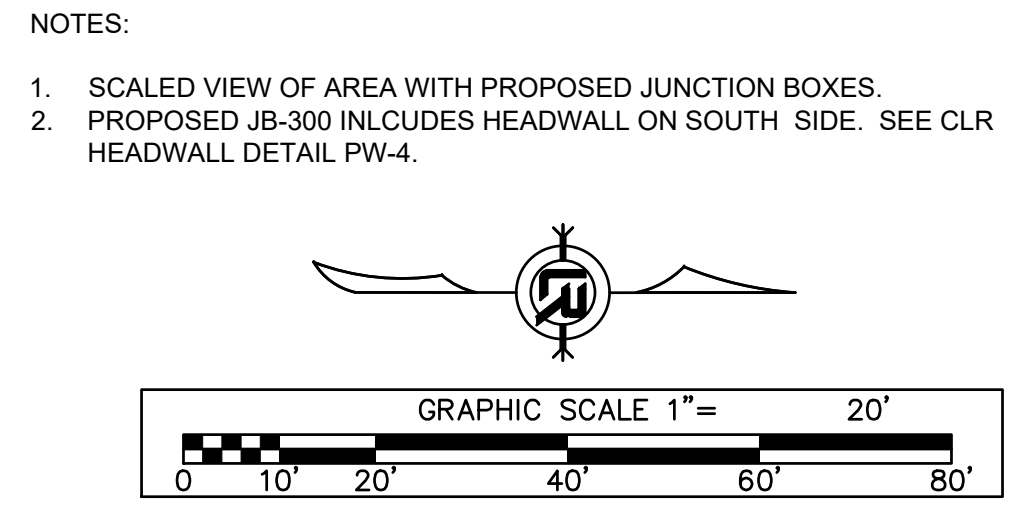 NOTES:
1. SCALED VIEW OF AREA WITH PROPOSED JUNCTION BOXES.
2. PROPOSED JB-300 INLCUDES HEADWALL ON SOUTH SIDE. SEE CLR
HEADWALL DETAIL PW-4.
GRAPHIC SCALE 1"= 20'
0 10' 20' 40' 60' 80'